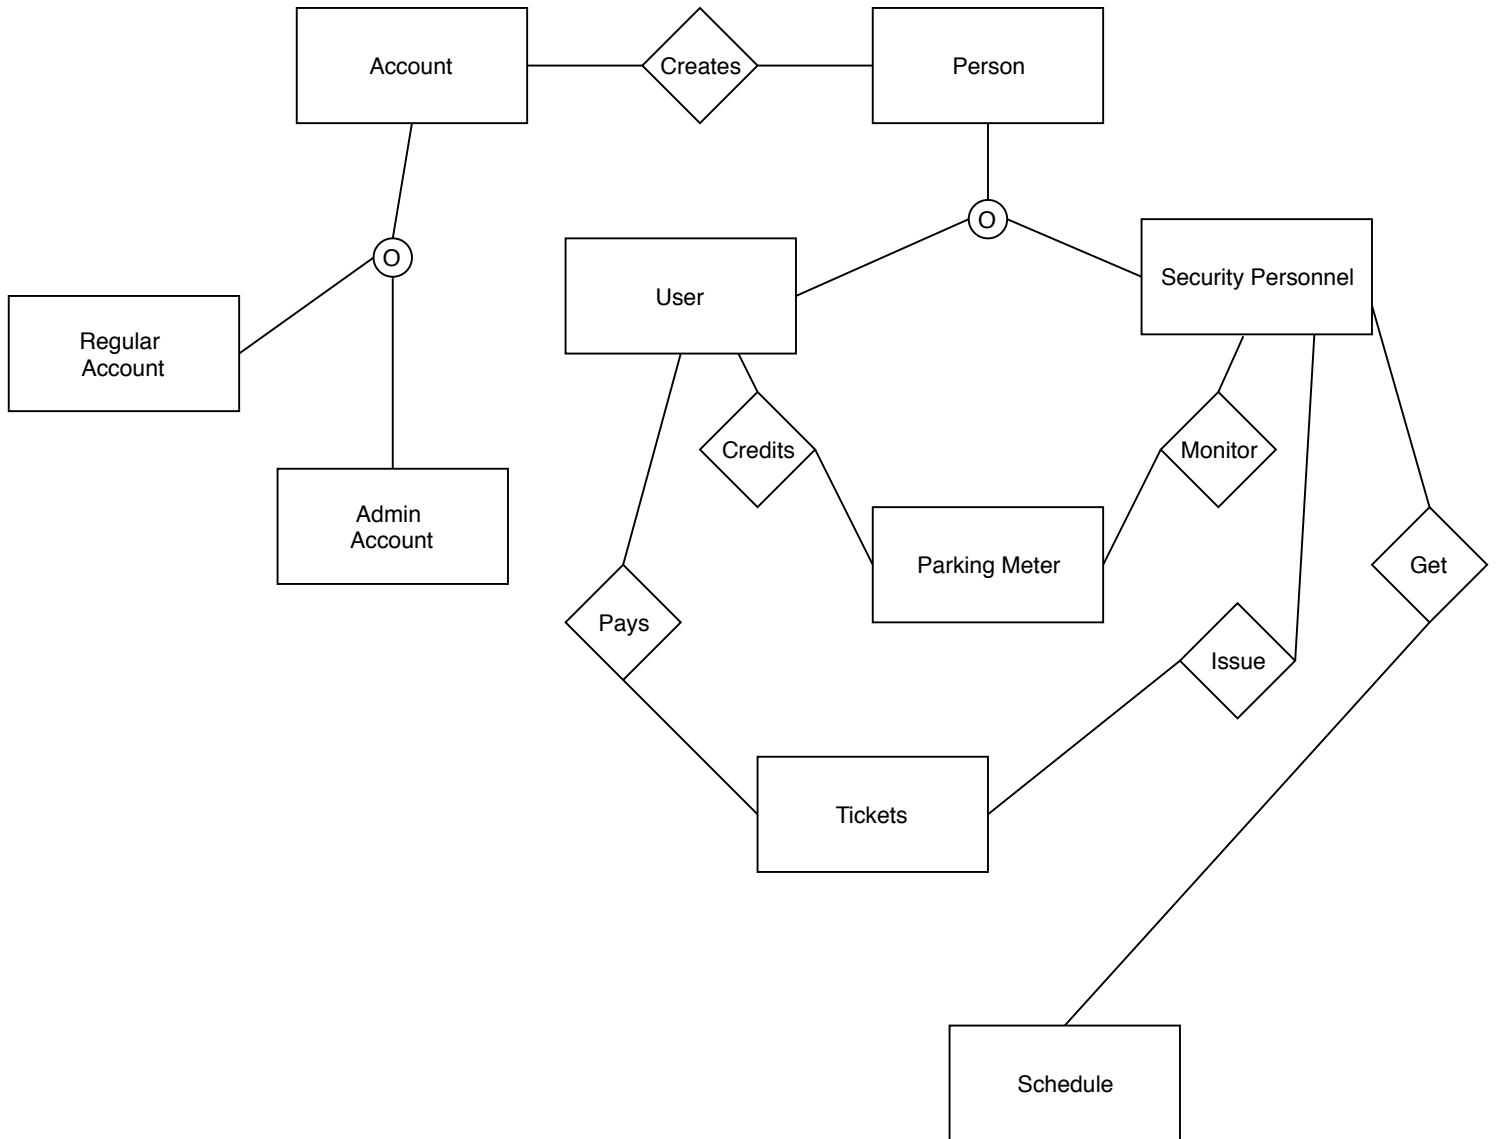 Account
Creates
Person
O
O
User
Security Personnel
Regular
Account
Credits
Monitor
Admin
Account
Parking Meter
Get
Pays
Issue
Tickets
Schedule